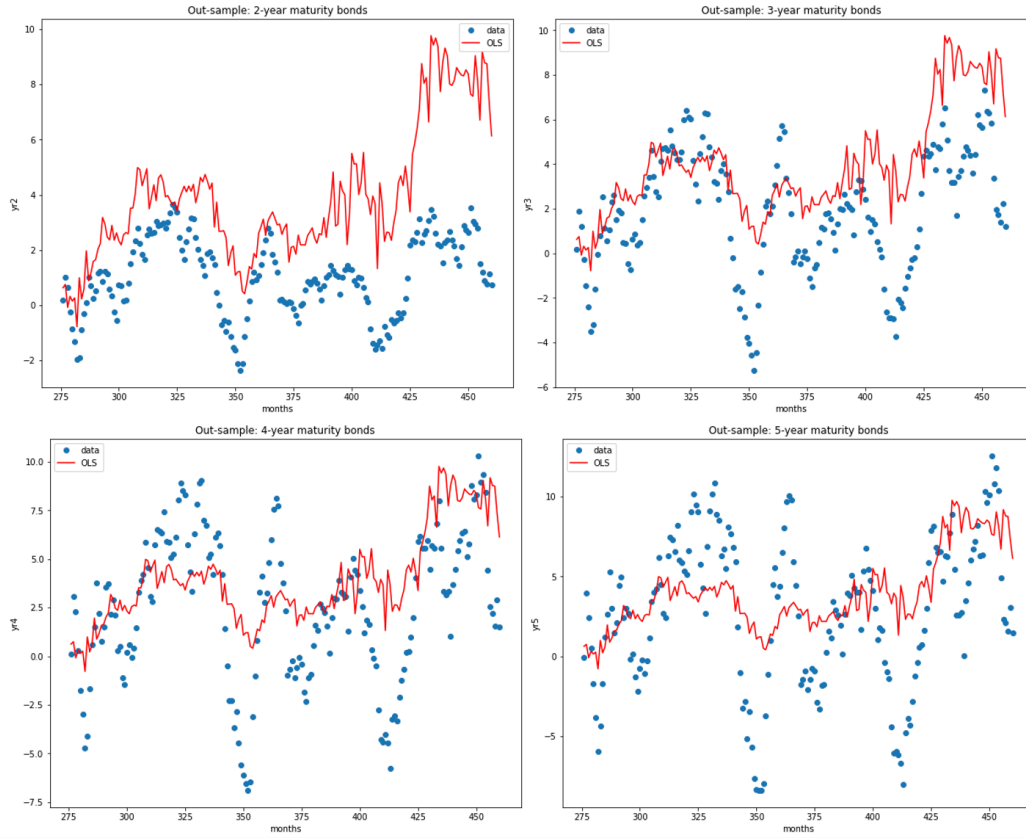 Out-sample: 2-year maturity bonds
data
OLS
10
8
6
4
2
0
−2
yr2
275 300 325 350 375 400 425 450
months
Out-sample: 3-year maturity bonds
data
OLS
10
8
6
4
2
0
−2
−4
−6
yr3
275 300 325 350 375 400 425 450
months
Out-sample: 4-year maturity bonds
data
OLS
10.0
7.5
5.0
2.5
0.0
−2.5
−5.0
−7.5
yr4
275 300 325 350 375 400 425 450
months
Out-sample: 5-year maturity bonds
data
OLS
10
5
0
−5
yr5
275 300 325 350 375 400 425 450
months